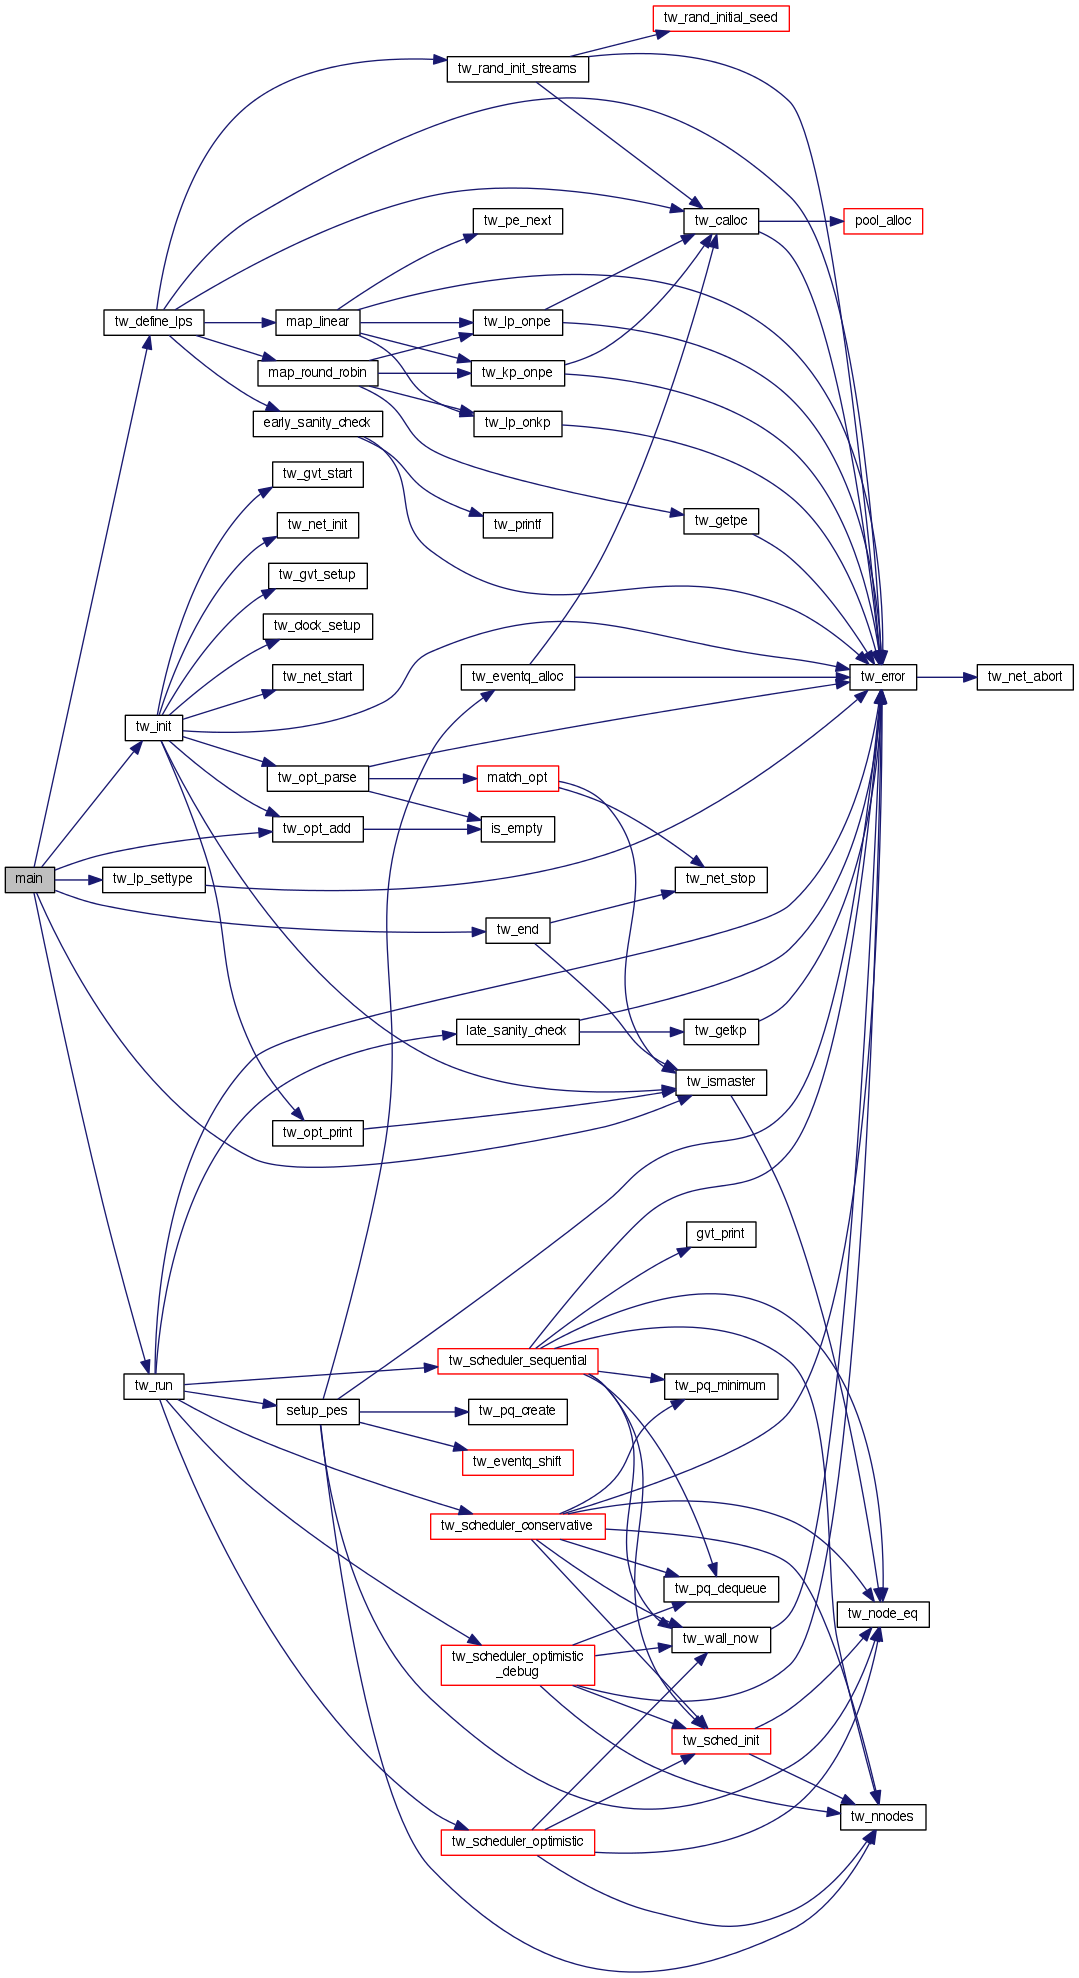 tw_rand_initial_seed
tw_rand_init_streams
tw_pe_next
tw_calloc
pool_alloc
tw_define_lps
map_linear
tw_lp_onpe
map_round_robin
tw_kp_onpe
early_sanity_check
tw_lp_onkp
tw_gvt_start
tw_net_init
tw_printf
tw_getpe
tw_gvt_setup
tw_clock_setup
tw_net_start
tw_eventq_alloc
tw_error
tw_net_abort
tw_init
tw_opt_parse
match_opt
tw_opt_add
is_empty
main
tw_lp_settype
tw_net_stop
tw_end
late_sanity_check
tw_getkp
tw_ismaster
tw_opt_print
gvt_print
tw_scheduler_sequential
tw_run
tw_pq_minimum
setup_pes
tw_pq_create
tw_eventq_shift
tw_scheduler_conservative
tw_pq_dequeue
tw_node_eq
tw_wall_now
tw_scheduler_optimistic
_debug
tw_sched_init
tw_nnodes
tw_scheduler_optimistic